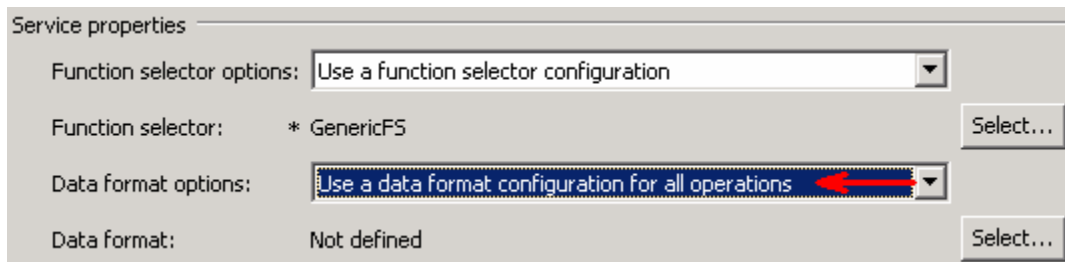 Service properties
Function selector options: Use a function selector configuration
Function selector: * GenericFS Select...
Data format options: Use a data format configuration for all operations
Data format: Not defined Select...